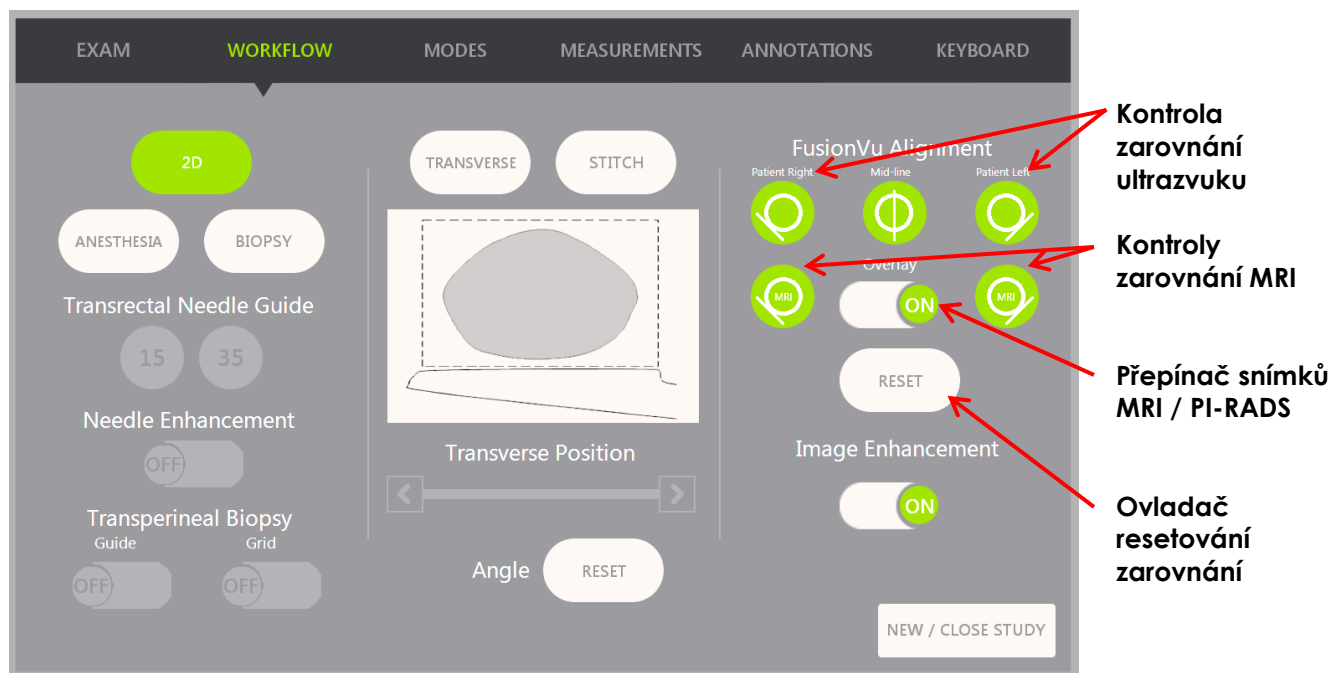 EXAM
WORKFLOW
MODES
MEASUREMENTS
ANNOTATIONS
KEYBOARD
2D
ANESTHESIA
BIOPSY
Transrectal Needle Guide
15
35
Needle Enhancement
OFF
Transperineal Biopsy
Guide
Grid
OFF
OFF
TRANSVERSE
STITCH
Transverse Position
<
>
Angle
RESET
FusionVu Alignment
Patient Right
Mid-line
Patient Left
Overlay
MRI
ON
MRI
RESET
Image Enhancement
ON
NEW / CLOSE STUDY
Kontrola
zarovnání
ultrazvuku
Kontroly
zarovnání MRI
Přepínač snímků
MRI / PI-RADS
Ovladač
resetování
zarovnání